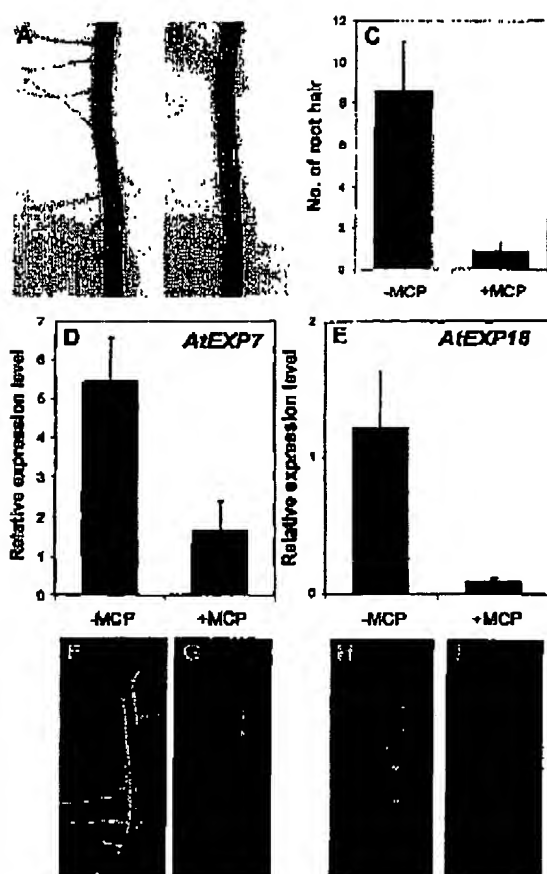 A
B
C
No. of root hair
12
10
8
6
4
2
0
-MCP
+MCP
D
AtEXP7
Relative expression level
7
6
5
4
3
2
1
0
-MCP
+MCP
E
AtEXP18
Relative expression level
2
1
0
-MCP
+MCP
F
G
H
I